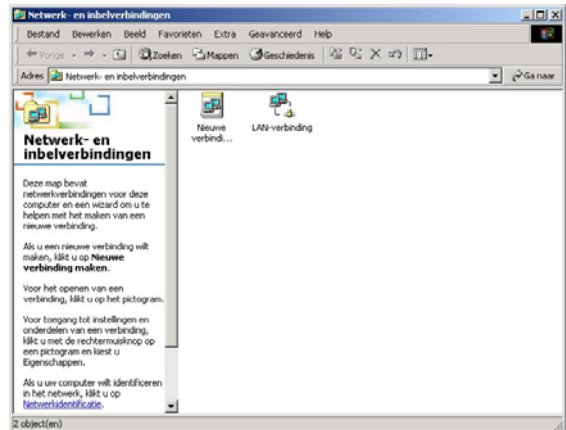 Netwerk- en inbelverbindingen
Bestand Bewerken Beeld Favorieten Extra Geavanceerd Help
Vorige Zoeken Mappen Geschiedenis
Adres Netwerk- en inbelverbindingen Ga naar
Netwerk- en
inbelverbindingen
Deze map bevat
netwerkverbindingen voor deze
computer en een wizard om u te
helpen met het maken van een
nieuwe verbinding.
Als u een nieuwe verbinding wilt
maken, klikt u op Nieuwe
verbinding maken.
Voor het openen van een
verbinding, klikt u op het pictogram.
Voor toegang tot instellingen en
onderdelen van een verbinding,
klikt u met de rechtermuisknop op
een pictogram en kiest u
Eigenschappen.
Als u uw computer wilt identificeren
in het netwerk, klikt u op
Netwerkidentificatie.
Nieuwe
verbindi...
LAN-verbinding
2 object(en)